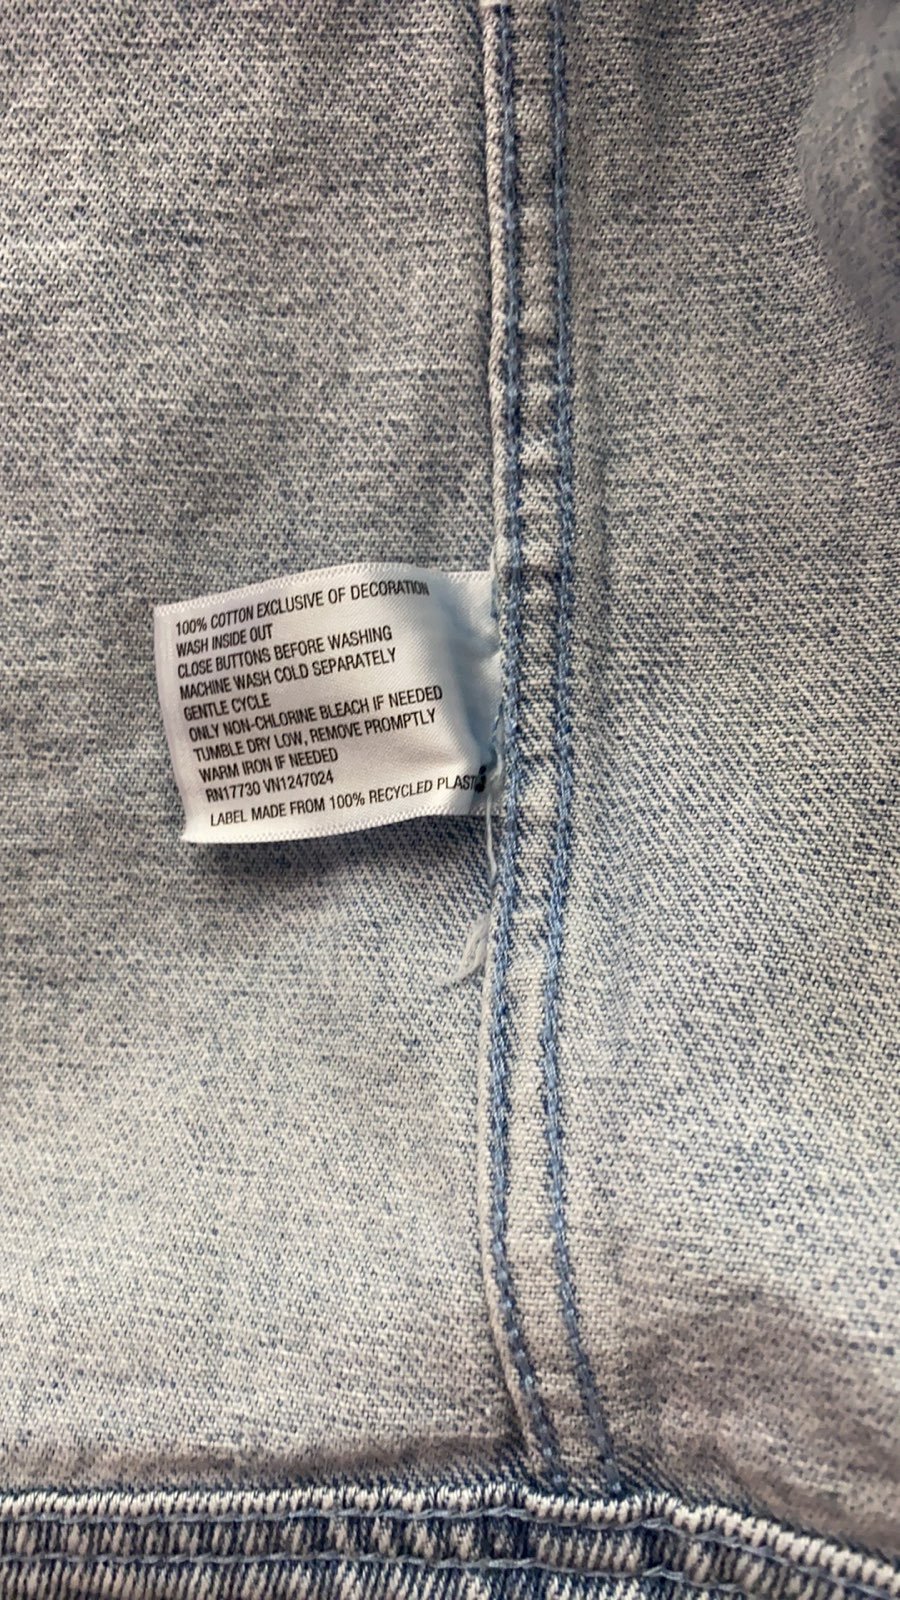 100% COTTON EXCLUSIVE OF DECORATION
WASH INSIDE OUT
CLOSE BUTTONS BEFORE WASHING
MACHINE WASH COLD SEPARATELY
GENTLE CYCLE
ONLY NON-CHLORINE BLEACH IF NEEDED
TUMBLE DRY LOW, REMOVE PROMPTLY
WARM IRON IF NEEDED
RN17730 VN1247024
LABEL MADE FROM 100% RECYCLED